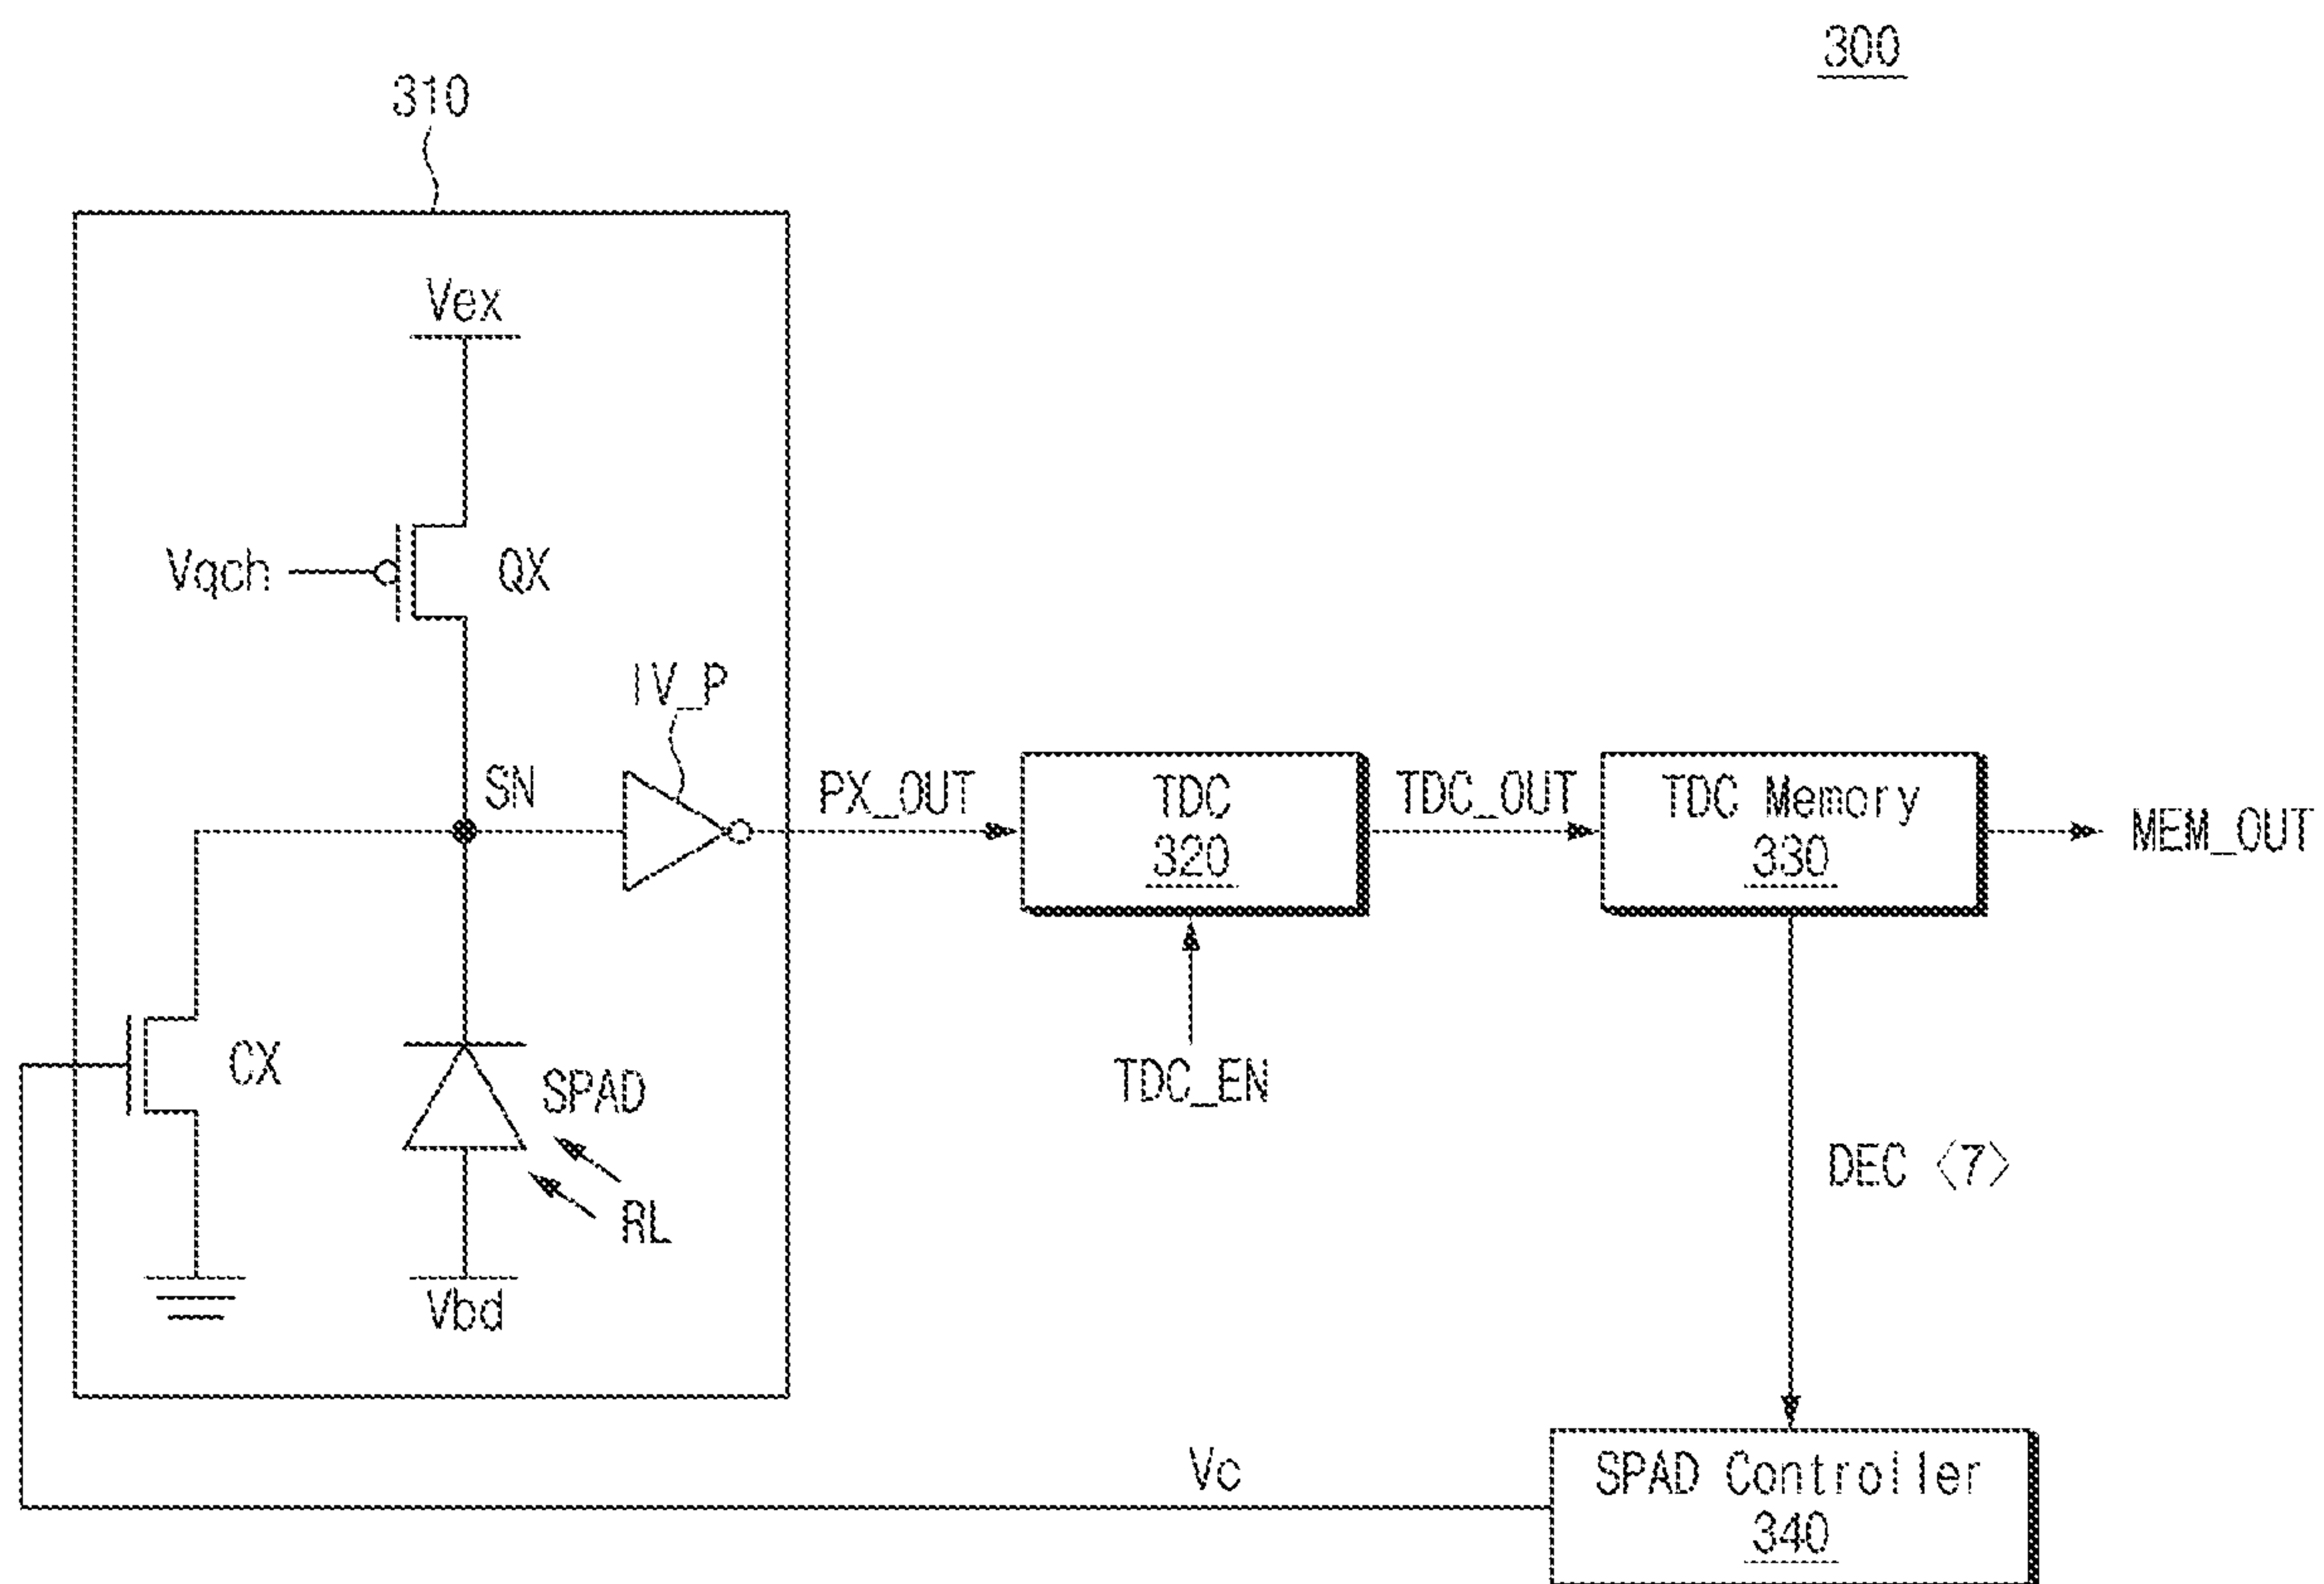 300
310
Vex
Vqch
QX
IV_P
SN
PX_OUT
TDC
320
TDC_OUT
TDC Memory
330
MEM_OUT
CX
SPAD
RL
TDC_EN
DEC <7>
Vbd
Vc
SPAD Controller
340